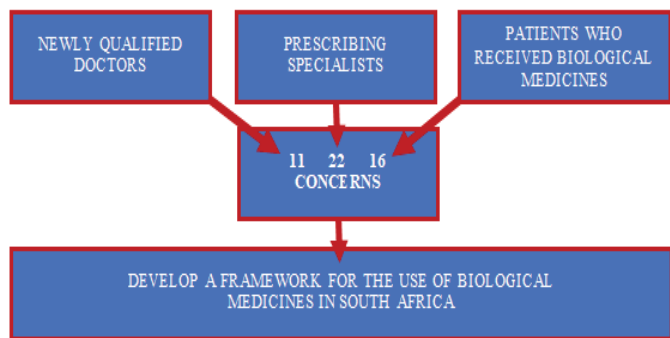 NEWLY QUALIFIED
DOCTORS
PRESCRIBING
SPECIALISTS
PATIENTS WHO
RECEIVED BIOLOGICAL
MEDICINES
11 22 16
CONCERNS
DEVELOP A FRAMEWORK FOR THE USE OF BIOLOGICAL
MEDICINES IN SOUTH AFRICA